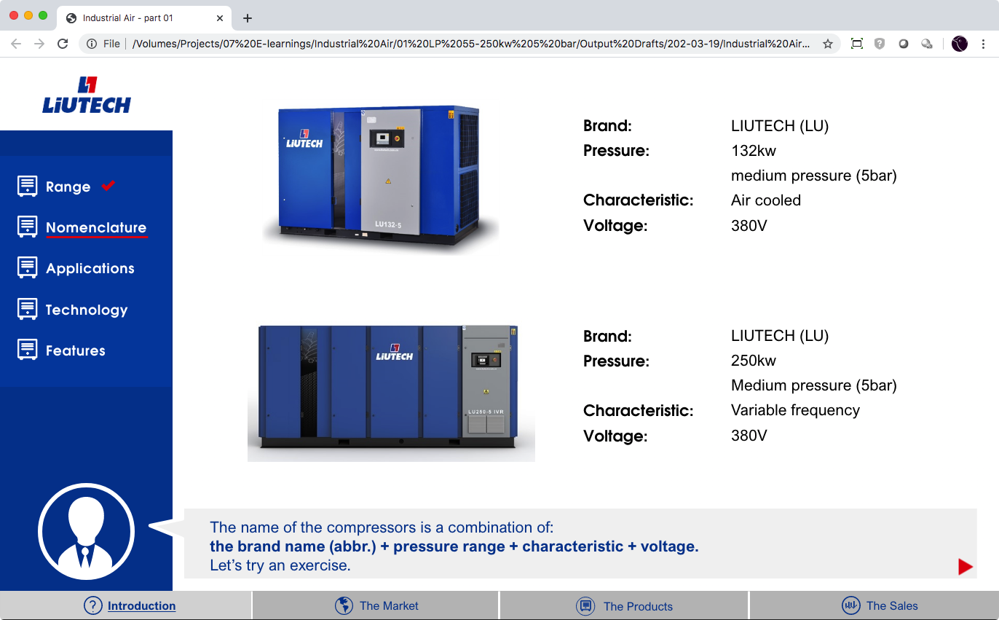 Industrial Air - part 01
File
/Volumes/Projects/07%20E-learnings/Industrial%20Air/01%20LP%2055-250kw%205%20bar/Output%20Drafts/202-03-19/Industrial%20Air...
LiUTECH
Range
Nomenclature
Applications
Technology
Features
LiUTECH
LU132-5
Brand: LIUTECH (LU)
Pressure: 132kw
medium pressure (5bar)
Characteristic: Air cooled
Voltage: 380V
LiUTECH
LU250-5 IVR
Brand: LIUTECH (LU)
Pressure: 250kw
Medium pressure (5bar)
Characteristic: Variable frequency
Voltage: 380V
The name of the compressors is a combination of:
the brand name (abbr.) + pressure range + characteristic + voltage.
Let’s try an exercise.
? Introduction
The Market
The Products
The Sales